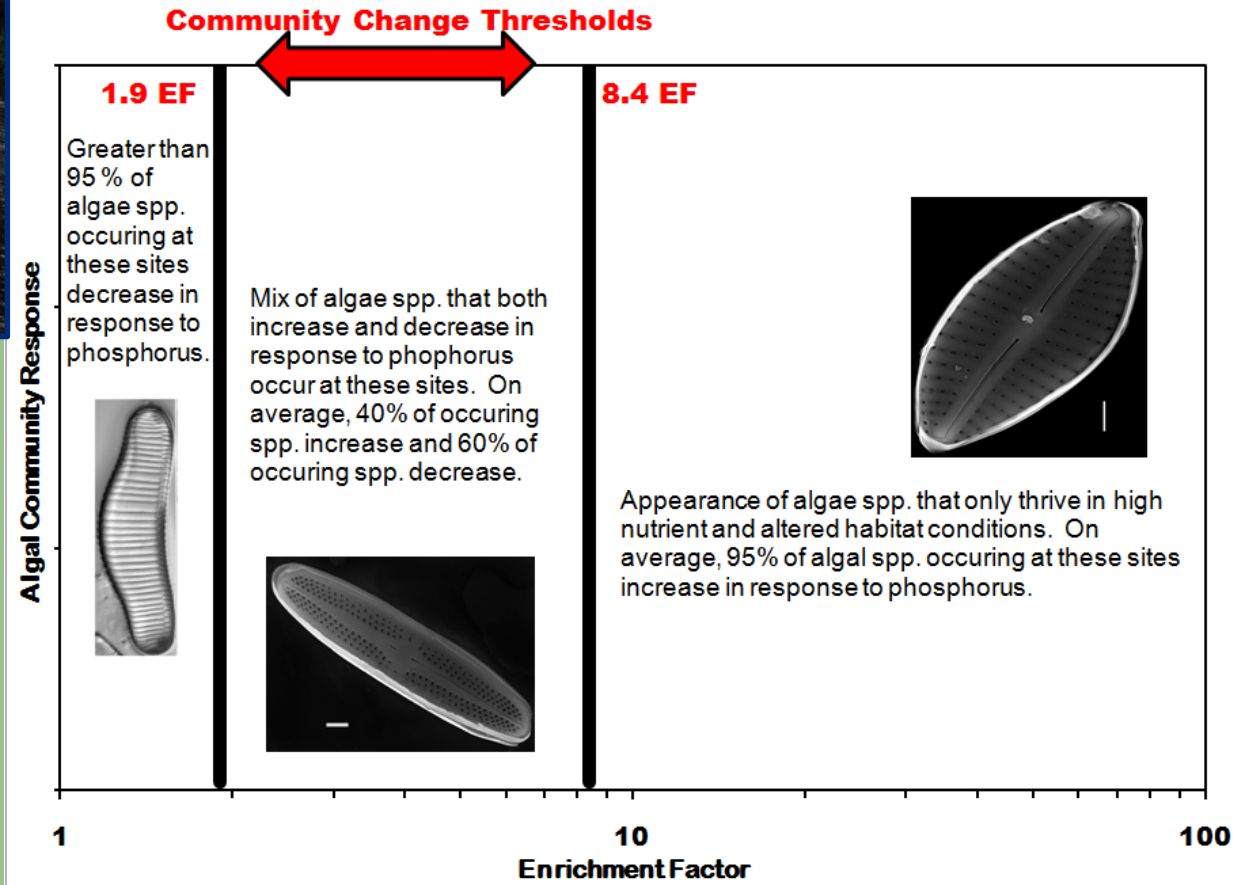 Community Change Thresholds
1.9 EF
8.4 EF
Greater than
95 % of
algae spp.
occuring at
these sites
decrease in
response to
phosphorus.
Mix of algae spp. that both
increase and decrease in
response to phophorus
occur at these sites. On
average, 40% of occuring
spp. increase and 60% of
occuring spp. decrease.
Appearance of algae spp. that only thrive in high
nutrient and altered habitat conditions. On
average, 95% of algal spp. occuring at these sites
increase in response to phosphorus.
Algal Community Response
1
10
100
Enrichment Factor